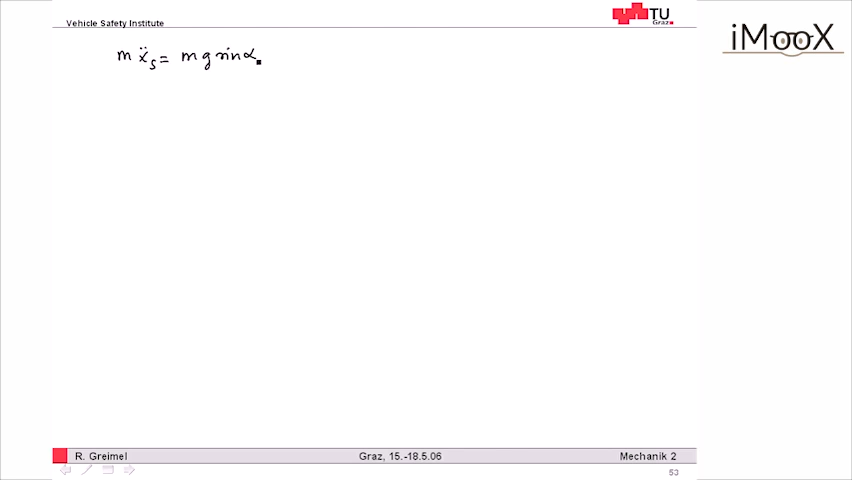 Vehicle Safety Institute
TU
Graz
iMooX
m ẍ_S = m g sin α
R. Greimel
Graz, 15.-18.5.06
Mechanik 2
53